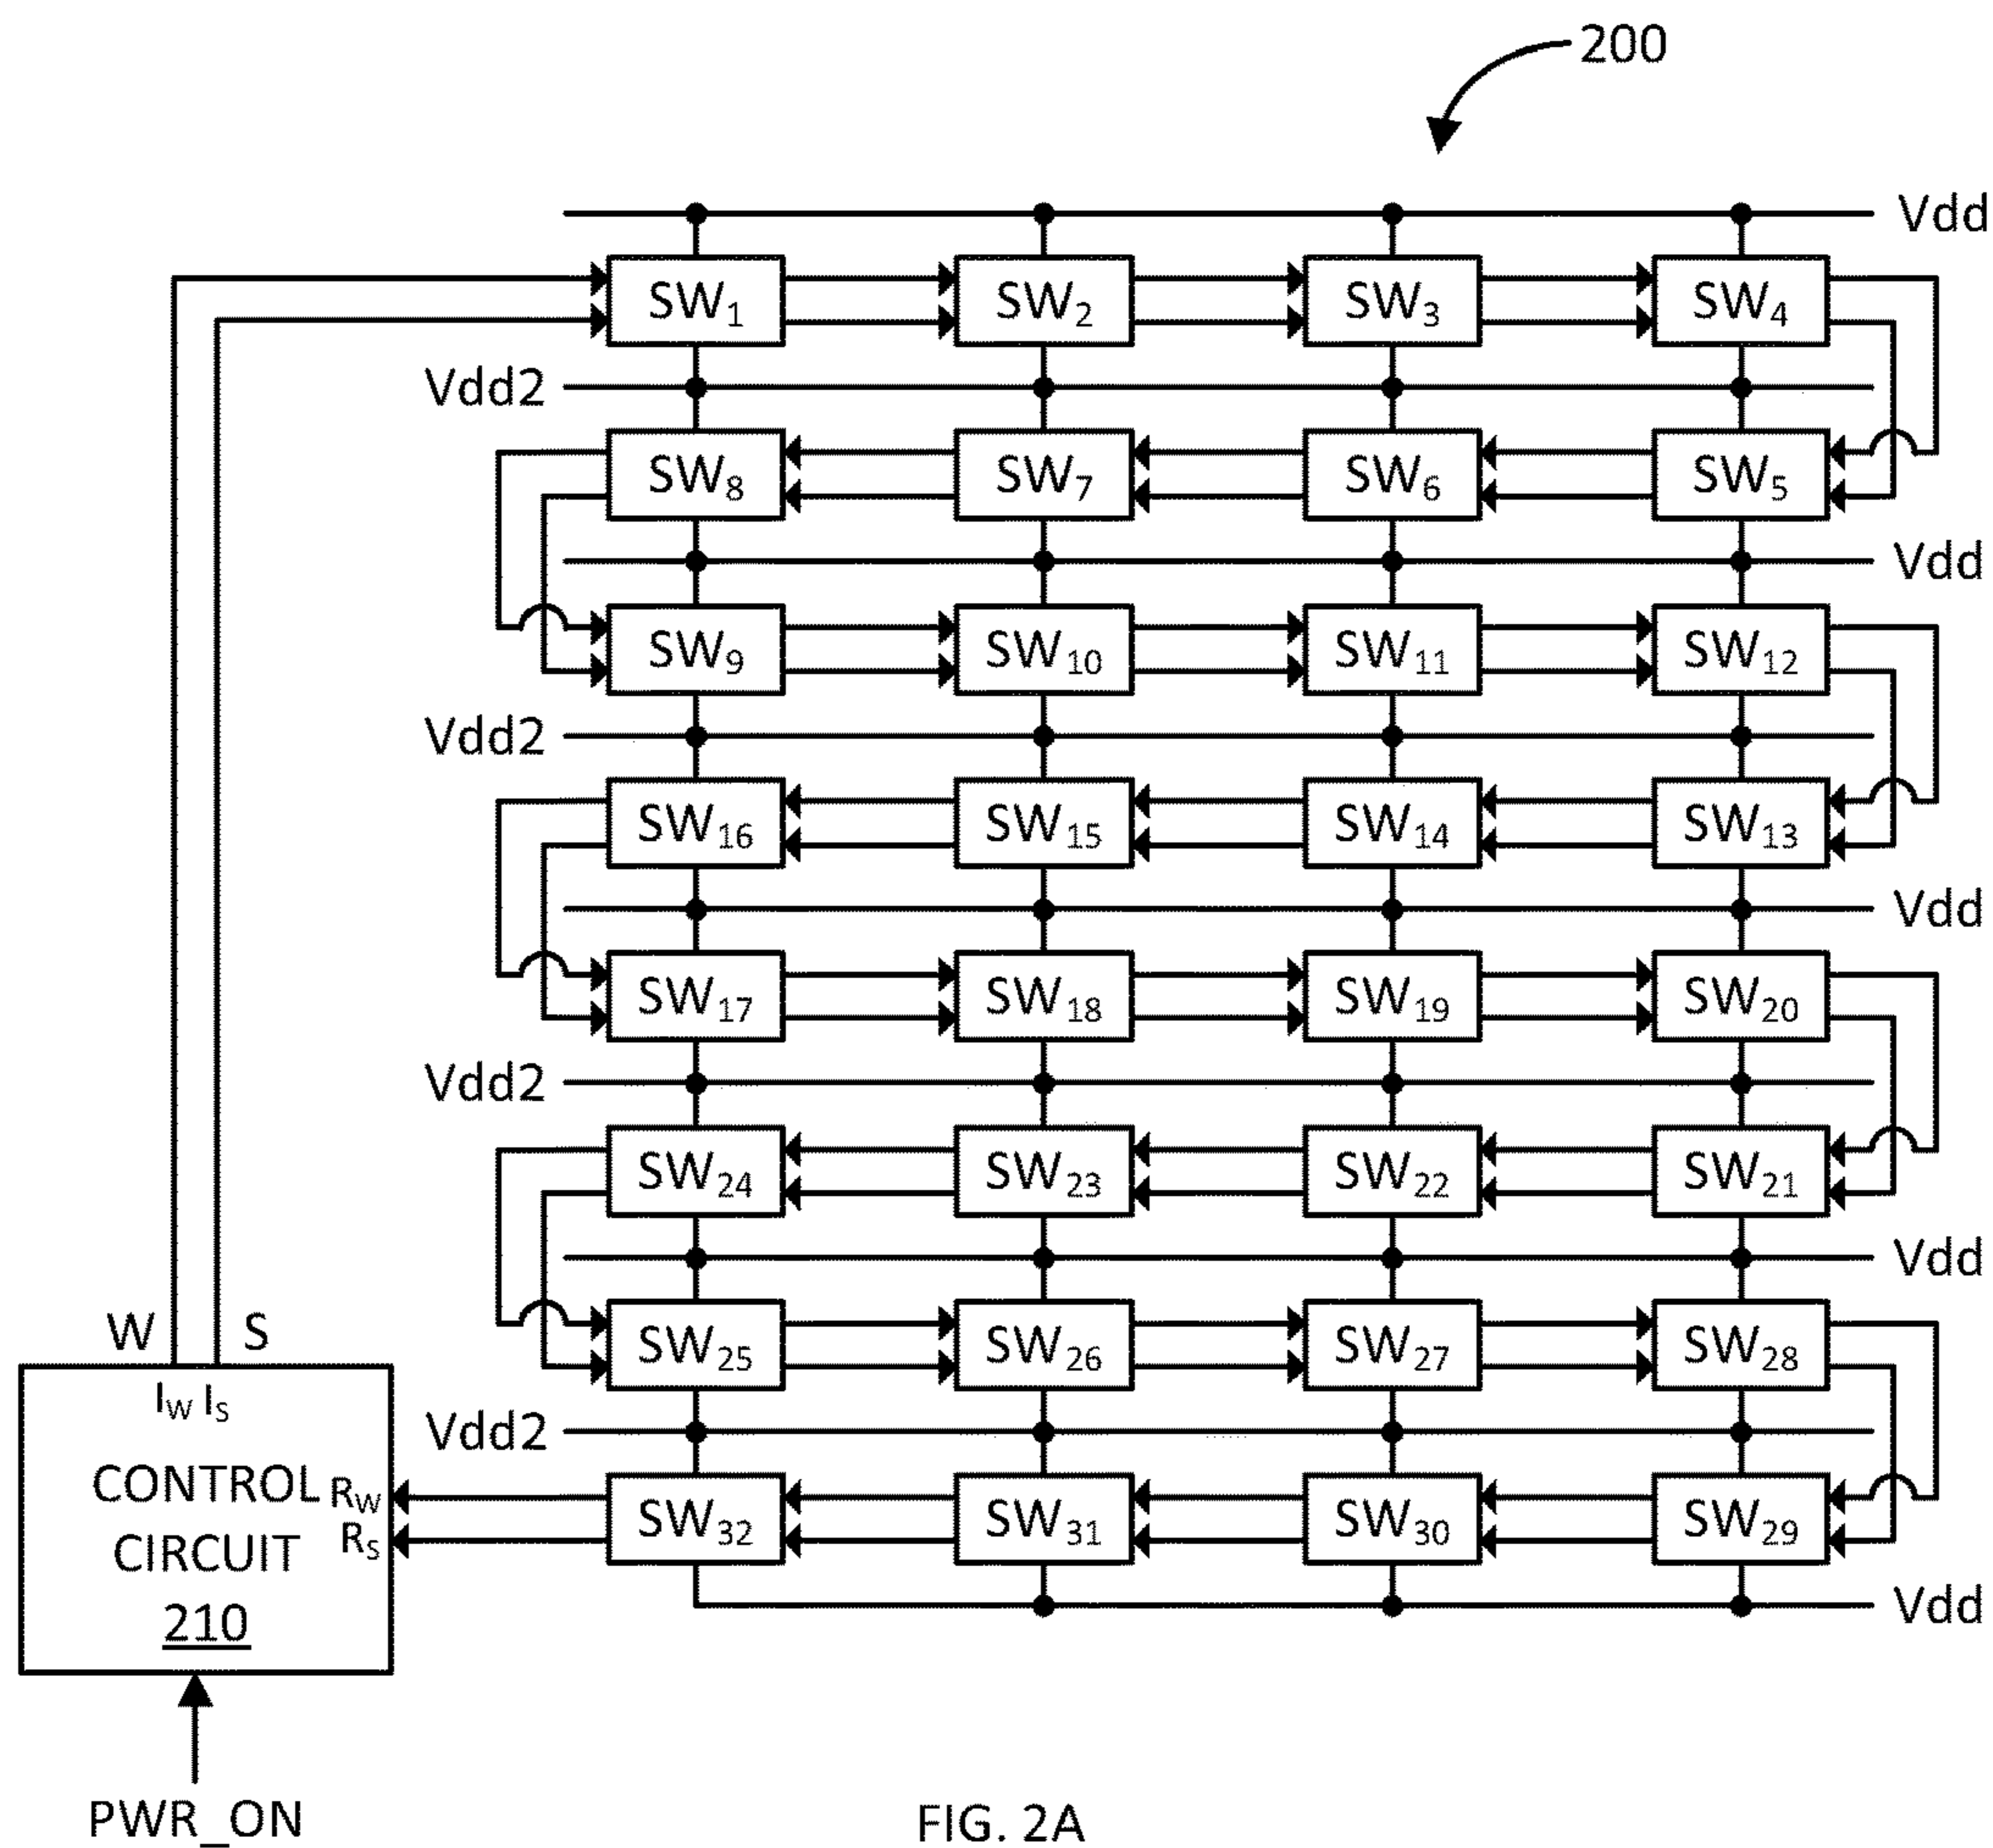 200
Vdd
SW1 SW2 SW3 SW4
Vdd2
SW8 SW7 SW6 SW5
Vdd
SW9 SW10 SW11 SW12
Vdd2
SW16 SW15 SW14 SW13
Vdd
SW17 SW18 SW19 SW20
Vdd2
SW24 SW23 SW22 SW21
Vdd
W S
SW25 SW26 SW27 SW28
IW IS
Vdd2
CONTROL RW
SW32 SW31 SW30 SW29
CIRCUIT RS
210
Vdd
PWR_ON
FIG. 2A